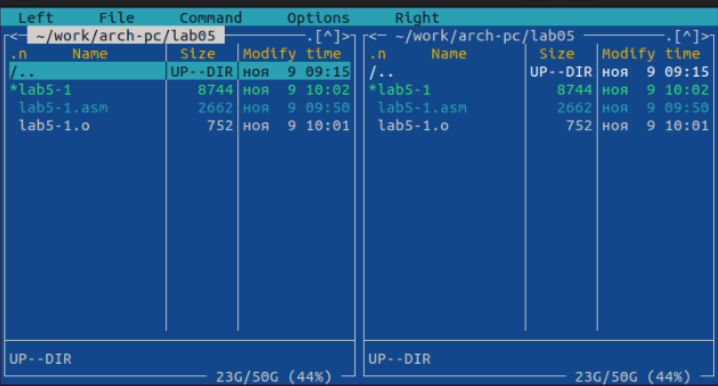 Left File Command Options Right
<─ ~/work/arch-pc/lab05 ─.[^]>
.n Name Size Modify time
/.. UP--DIR ноя 9 09:15
*lab5-1 8744 ноя 9 10:02
lab5-1.asm 2662 ноя 9 09:50
lab5-1.o 752 ноя 9 10:01
UP--DIR
23G/50G (44%)
<─ ~/work/arch-pc/lab05 ─.[^]>
.n Name Size Modify time
/.. UP--DIR ноя 9 09:15
*lab5-1 8744 ноя 9 10:02
lab5-1.asm 2662 ноя 9 09:50
lab5-1.o 752 ноя 9 10:01
UP--DIR
23G/50G (44%)